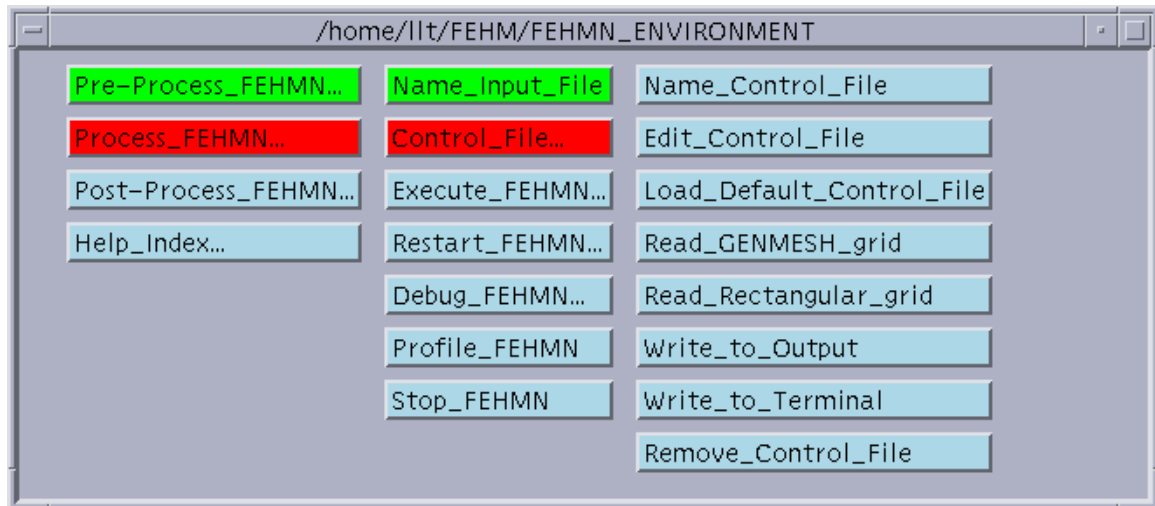 /home/llt/FEHM/FEHMN_ENVIRONMENT
Pre-Process_FEHMN... Name_Input_File Name_Control_File
Process_FEHMN... Control_File... Edit_Control_File
Post-Process_FEHMN... Execute_FEHMN... Load_Default_Control_File
Help_Index... Restart_FEHMN... Read_GENMESH_grid
Debug_FEHMN... Read_Rectangular_grid
Profile_FEHMN Write_to_Output
Stop_FEHMN Write_to_Terminal
Remove_Control_File